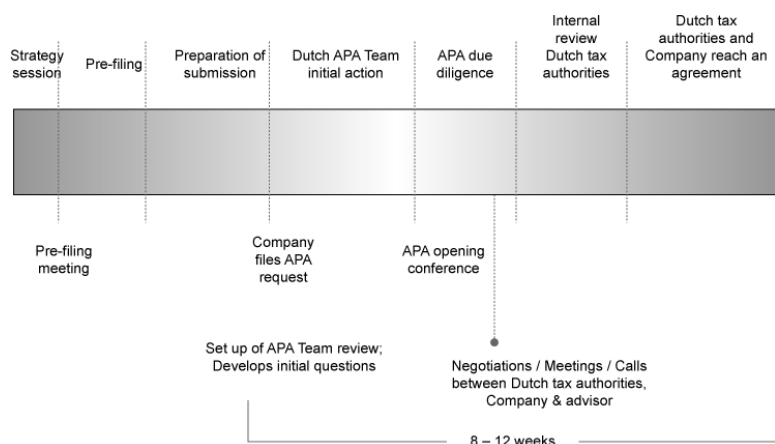 Strategy
session
Pre-filing
Preparation of
submission
Dutch APA Team
initial action
APA due
diligence
Internal
review
Dutch tax
authorities
Dutch tax
authorities and
Company reach an
agreement
Pre-filing
meeting
Company
files APA
request
APA opening
conference
Set up of APA Team review;
Develops initial questions
Negotiations / Meetings / Calls
between Dutch tax authorities,
Company & advisor
8 – 12 weeks